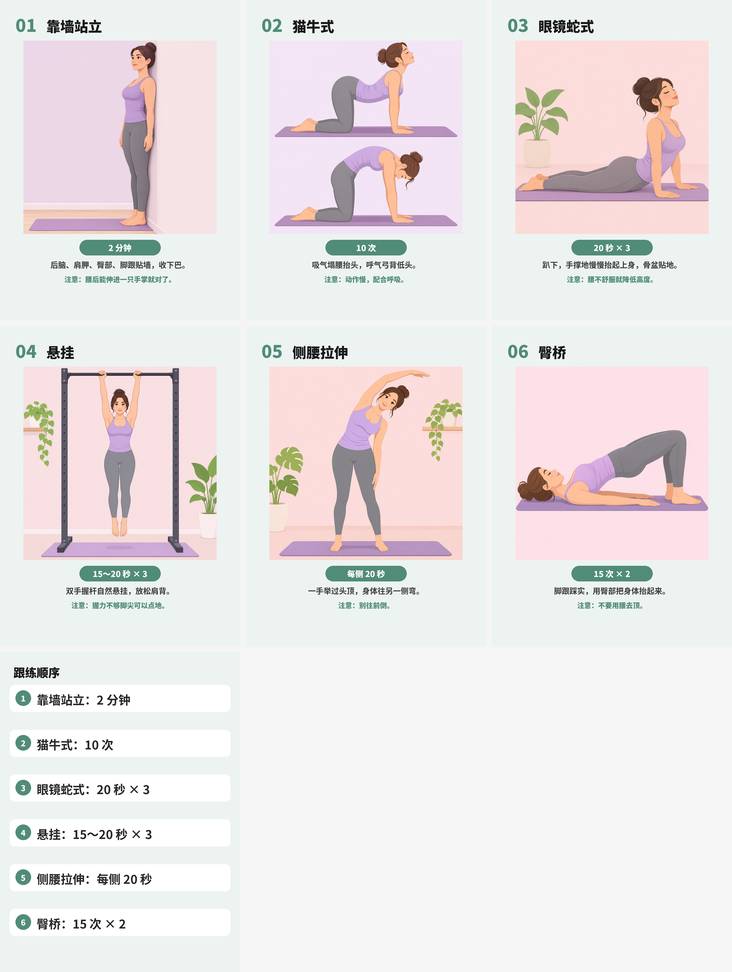 01 靠墙站立
2 分钟
后脑、肩胛、臀部、脚跟贴墙，收下巴。
注意：腰后能伸进一只手掌就对了。
02 猫牛式
10 次
吸气塌腰抬头，呼气弓背低头。
注意：动作慢，配合呼吸。
03 眼镜蛇式
20 秒 × 3
趴下，手撑地慢慢抬起上身，骨盆贴地。
注意：腰不舒服就降低高度。
04 悬挂
15～20 秒 × 3
双手握杆自然悬挂，放松肩背。
注意：握力不够脚尖可以点地。
05 侧腰拉伸
每侧 20 秒
一手举过头顶，身体往另一侧弯。
注意：别往前倒。
06 臀桥
15 次 × 2
脚跟踩实，用臀部把身体抬起来。
注意：不要用腰去顶。
跟练顺序
1 靠墙站立：2 分钟
2 猫牛式：10 次
3 眼镜蛇式：20 秒 × 3
4 悬挂：15～20 秒 × 3
5 侧腰拉伸：每侧 20 秒
6 臀桥：15 次 × 2